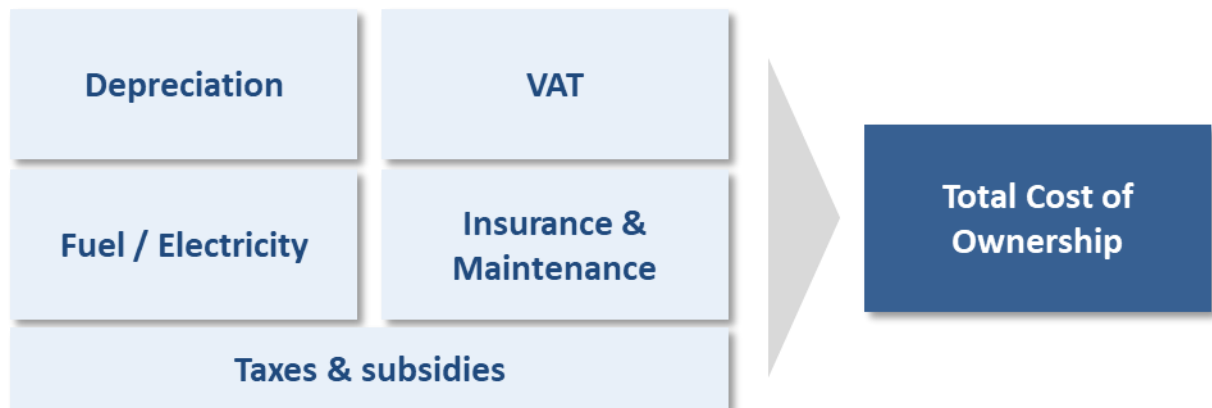 Depreciation
VAT
Fuel / Electricity
Insurance &
Maintenance
Taxes & subsidies
Total Cost of
Ownership